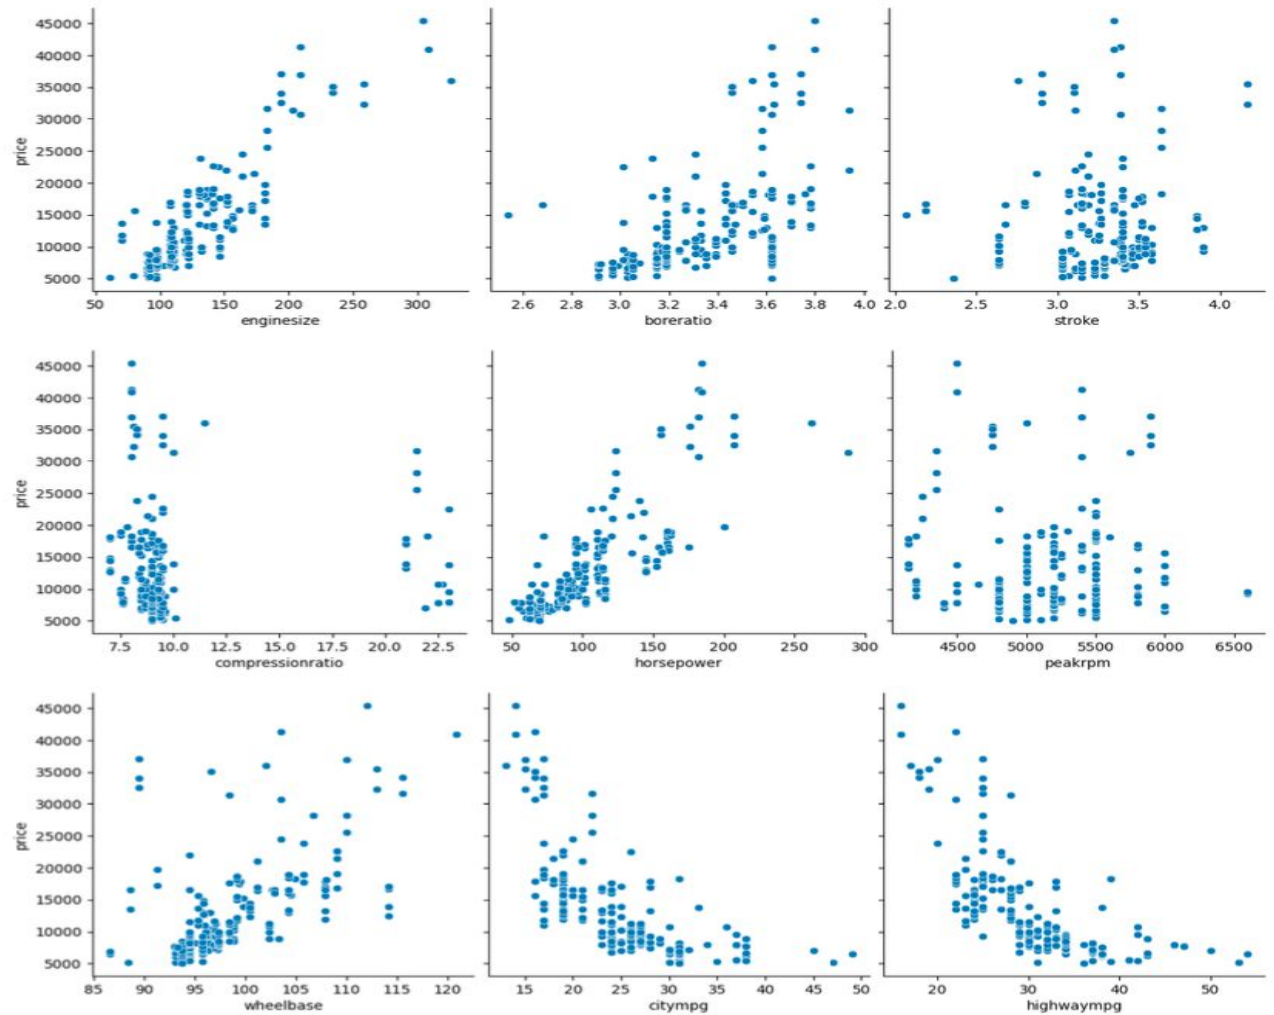 45000
40000
35000
30000
25000
20000
15000
10000
5000
price
50 100 150 200 250 300
enginesize
2.6 2.8 3.0 3.2 3.4 3.6 3.8 4.0
boreratio
2.0 2.5 3.0 3.5 4.0
stroke
45000
40000
35000
30000
25000
20000
15000
10000
5000
price
7.5 10.0 12.5 15.0 17.5 20.0 22.5
compressionratio
50 100 150 200 250 300
horsepower
4500 5000 5500 6000 6500
peakrpm
45000
40000
35000
30000
25000
20000
15000
10000
5000
price
85 90 95 100 105 110 115 120
wheelbase
15 20 25 30 35 40 45 50
citympg
20 30 40 50
highwaympg